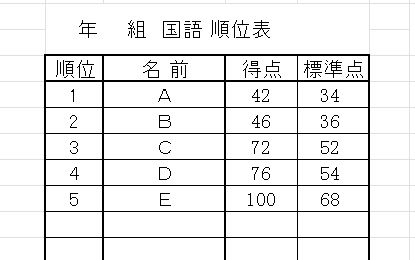 年 組 国語 順位表
順位 名前 得点 標準点
1 A 42 34
2 B 46 36
3 C 72 52
4 D 76 54
5 E 100 68